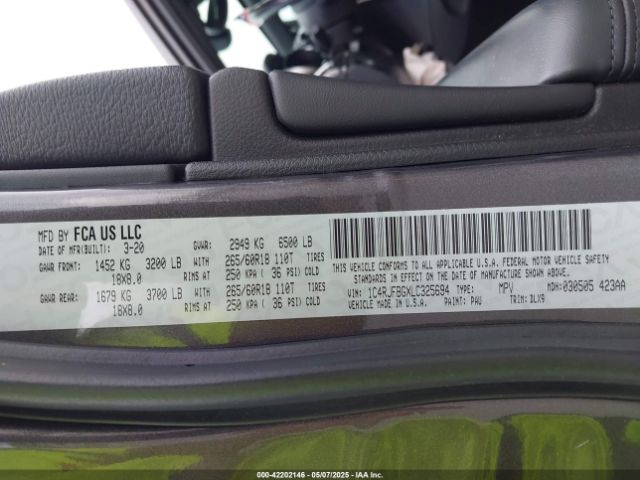 MFD BY FCA US LLC
DATE OF MFR(BUILT): 3-20 GVWR: 2949 KG 6500 LB
GAWR FRONT: 1452 KG 3200 LB WITH 265/60R18 110T TIRES
18X8.0 RIMS AT 250 KPA ( 36 PSI) COLD
GAWR REAR: 1679 KG 3700 LB WITH 265/60R18 110T TIRES
18X8.0 RIMS AT 250 KPA ( 36 PSI) COLD
THIS VEHICLE CONFORMS TO ALL APPLICABLE U.S.A. FEDERAL MOTOR VEHICLE SAFETY
STANDARDS IN EFFECT ON THE DATE OF MANUFACTURE SHOWN ABOVE.
VIN: 1C4RJFBGXLC325694 TYPE: MPV MDH: 030505 423AA
VEHICLE MADE IN U.S.A. PAINT: PAU TRIM: DLX9
000-42202146 - 05/07/2025 - IAAI.com